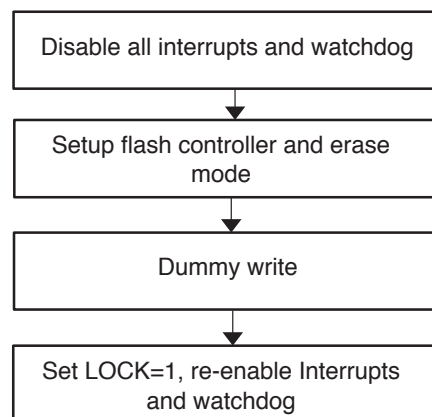 Disable all interrupts and watchdog
Setup flash controller and erase
mode
Dummy write
Set LOCK=1, re-enable Interrupts
and watchdog